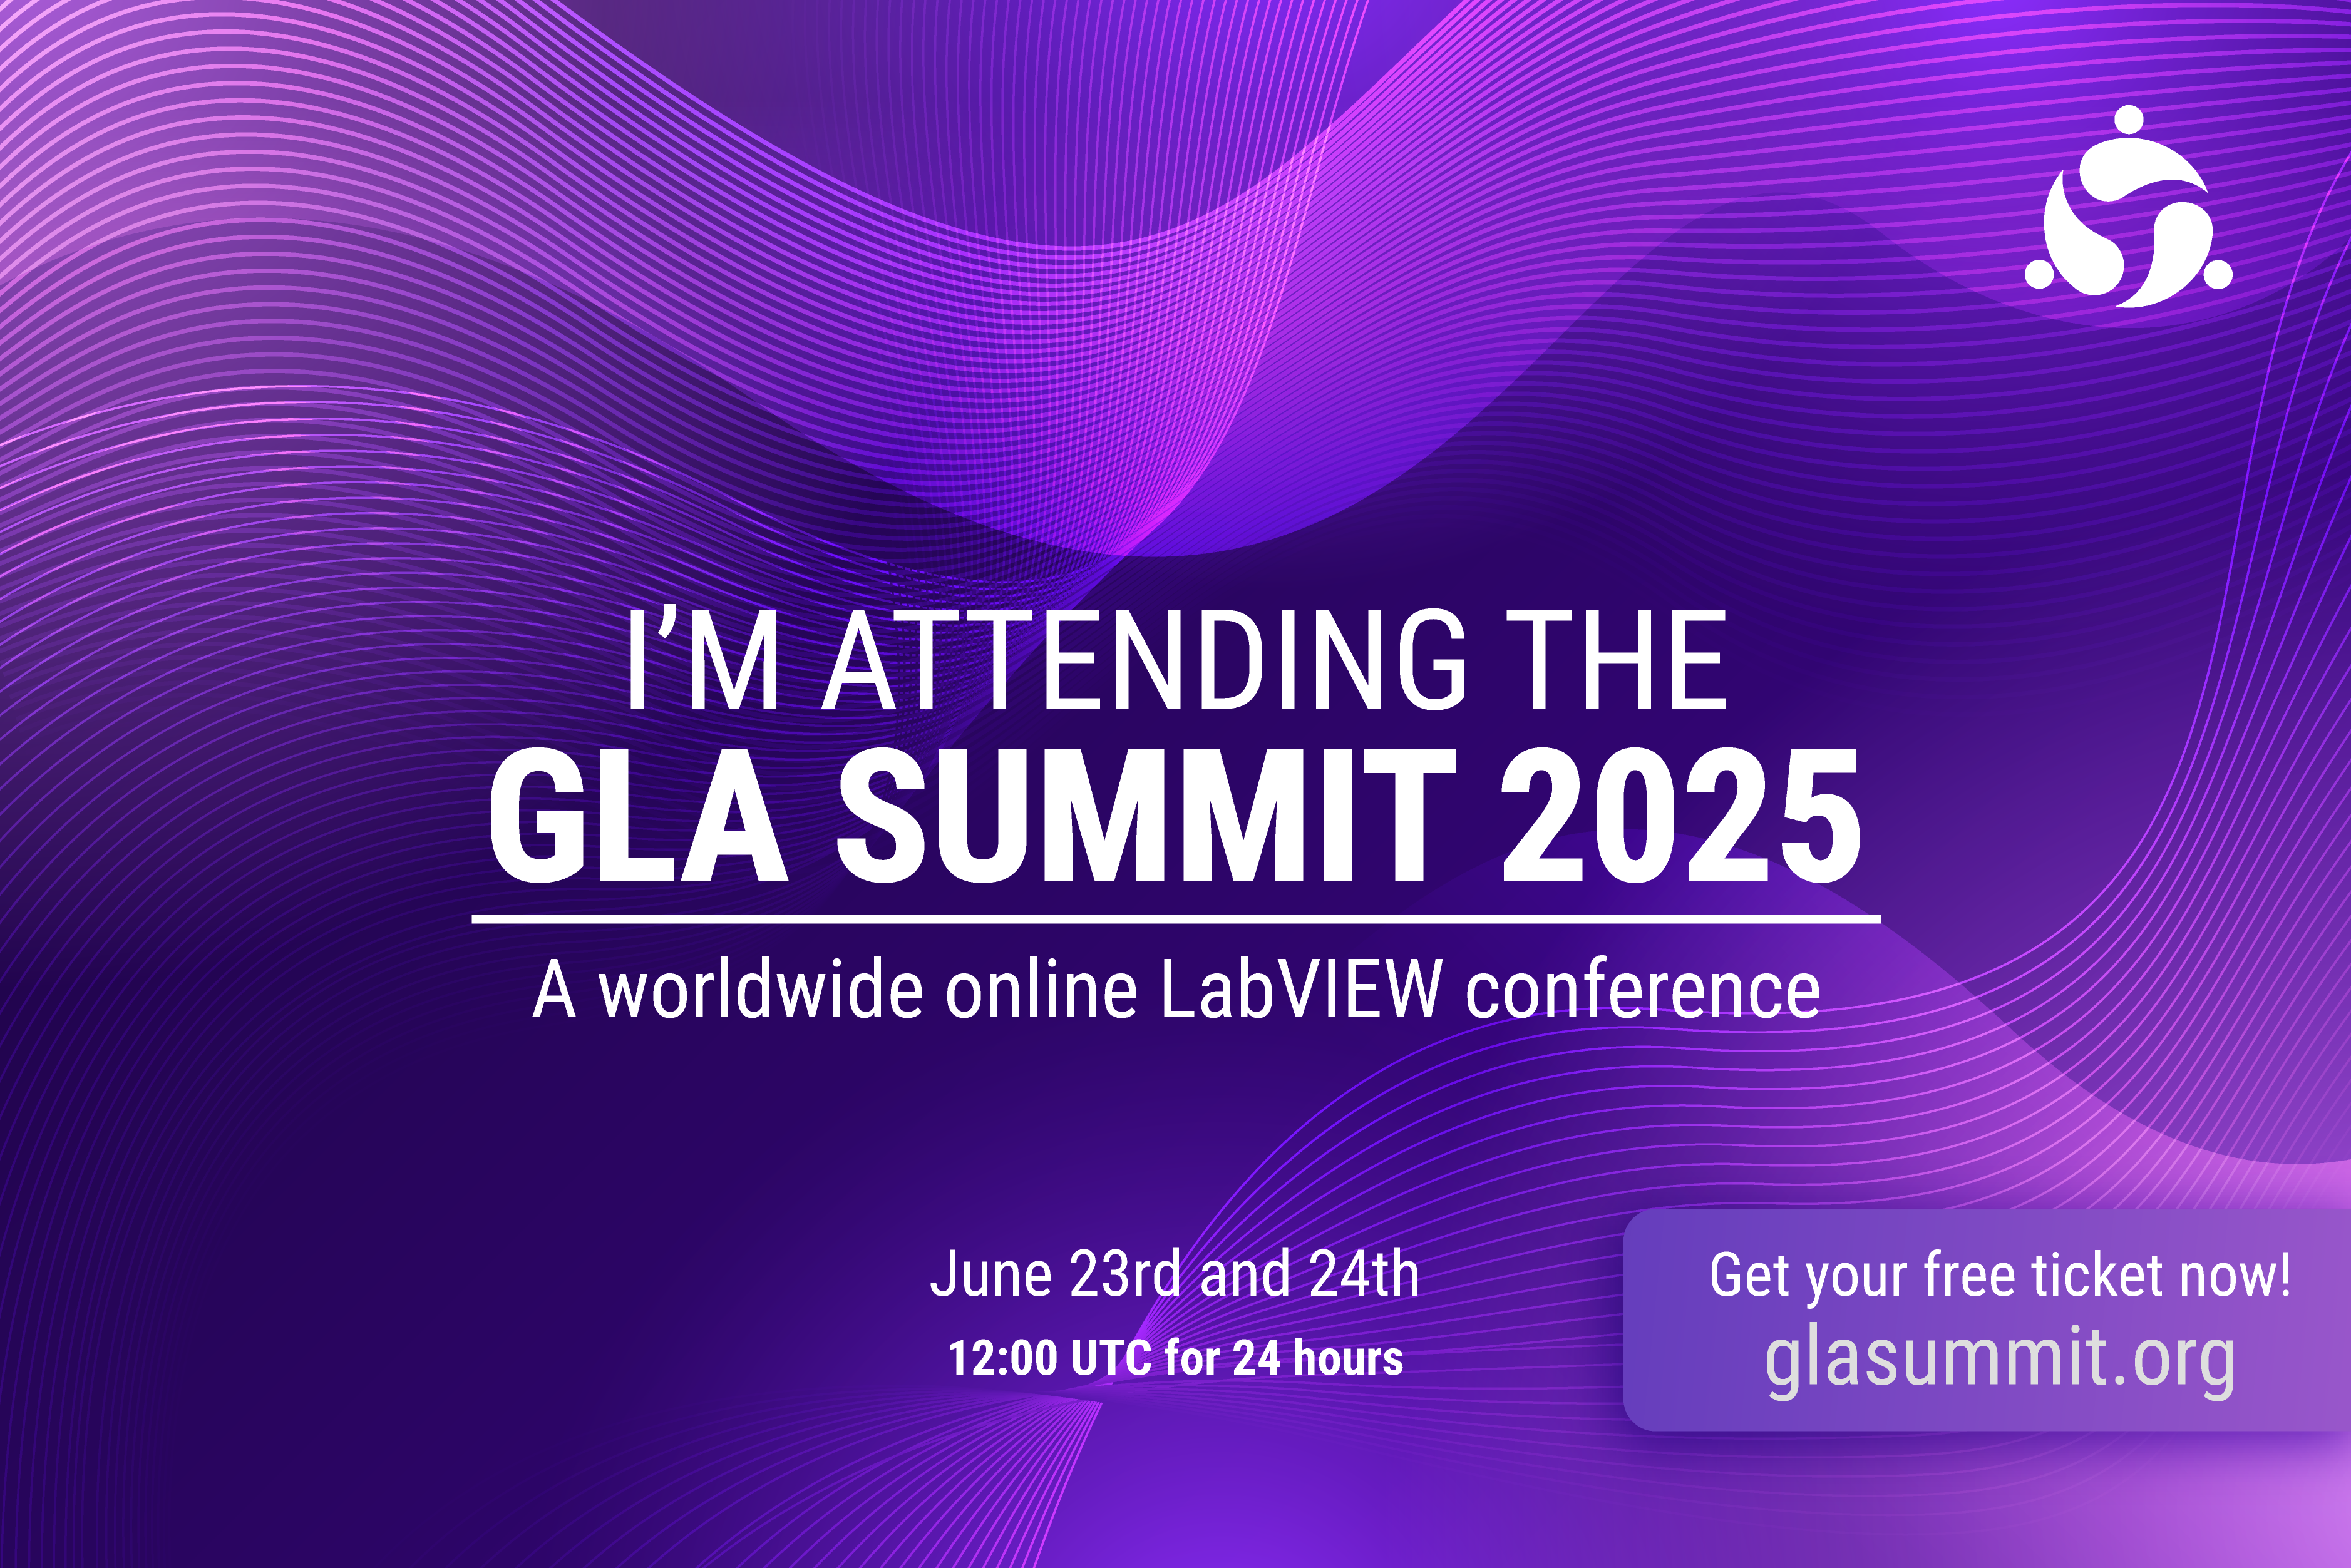 I’M ATTENDING THE
GLA SUMMIT 2025
A worldwide online LabVIEW conference
June 23rd and 24th
12:00 UTC for 24 hours
Get your free ticket now!
glasummit.org